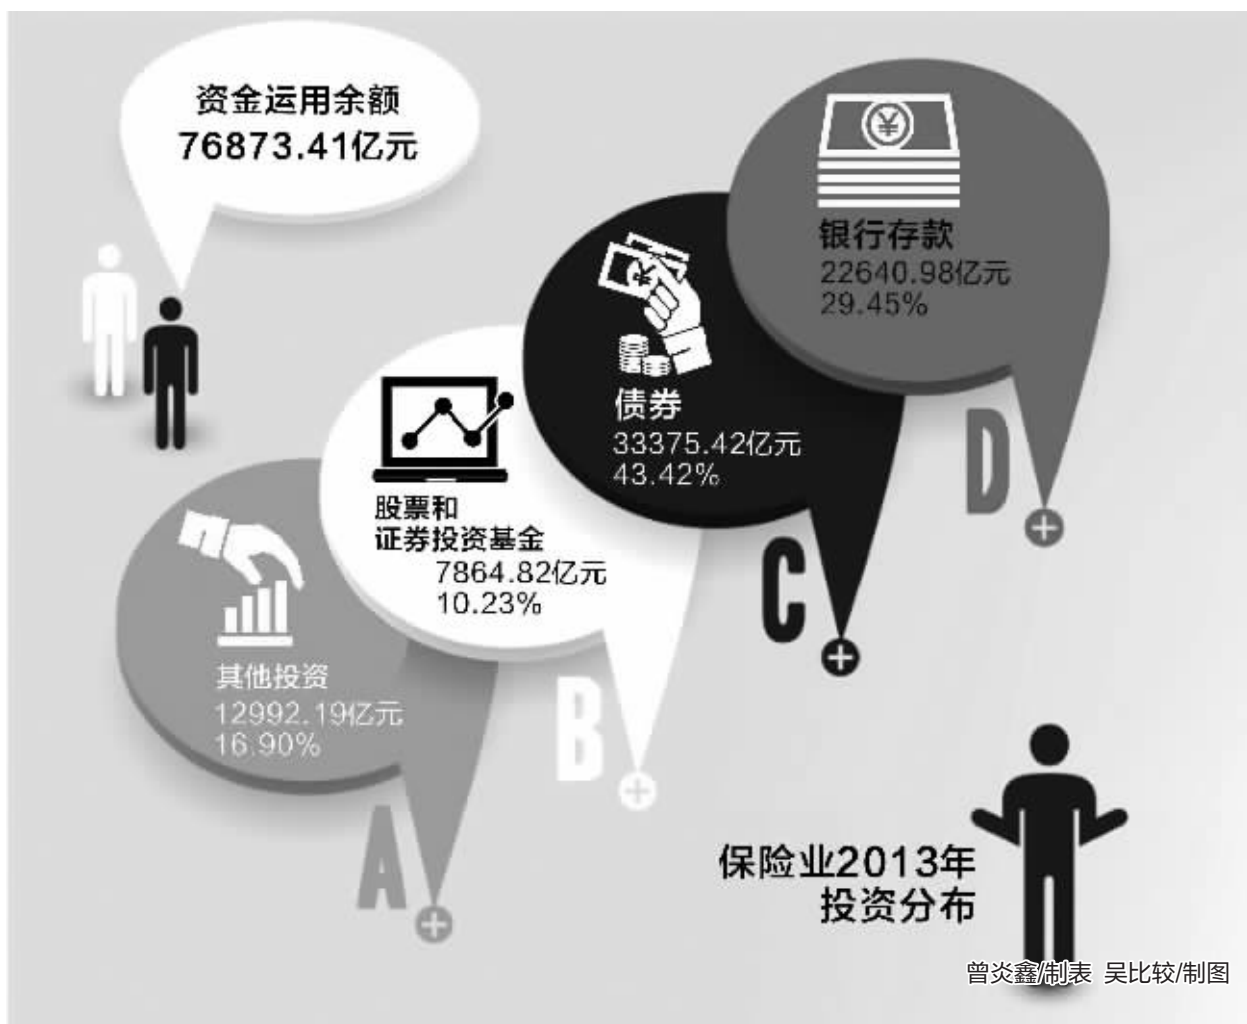 资金运用余额
76873.41亿元
银行存款
22640.98亿元
29.45%
债券
33375.42亿元
43.42%
股票和
证券投资基金
7864.82亿元
10.23%
其他投资
12992.19亿元
16.90%
D
C
B
A
保险业2013年
投资分布
曾炎鑫/制表 吴比较/制图